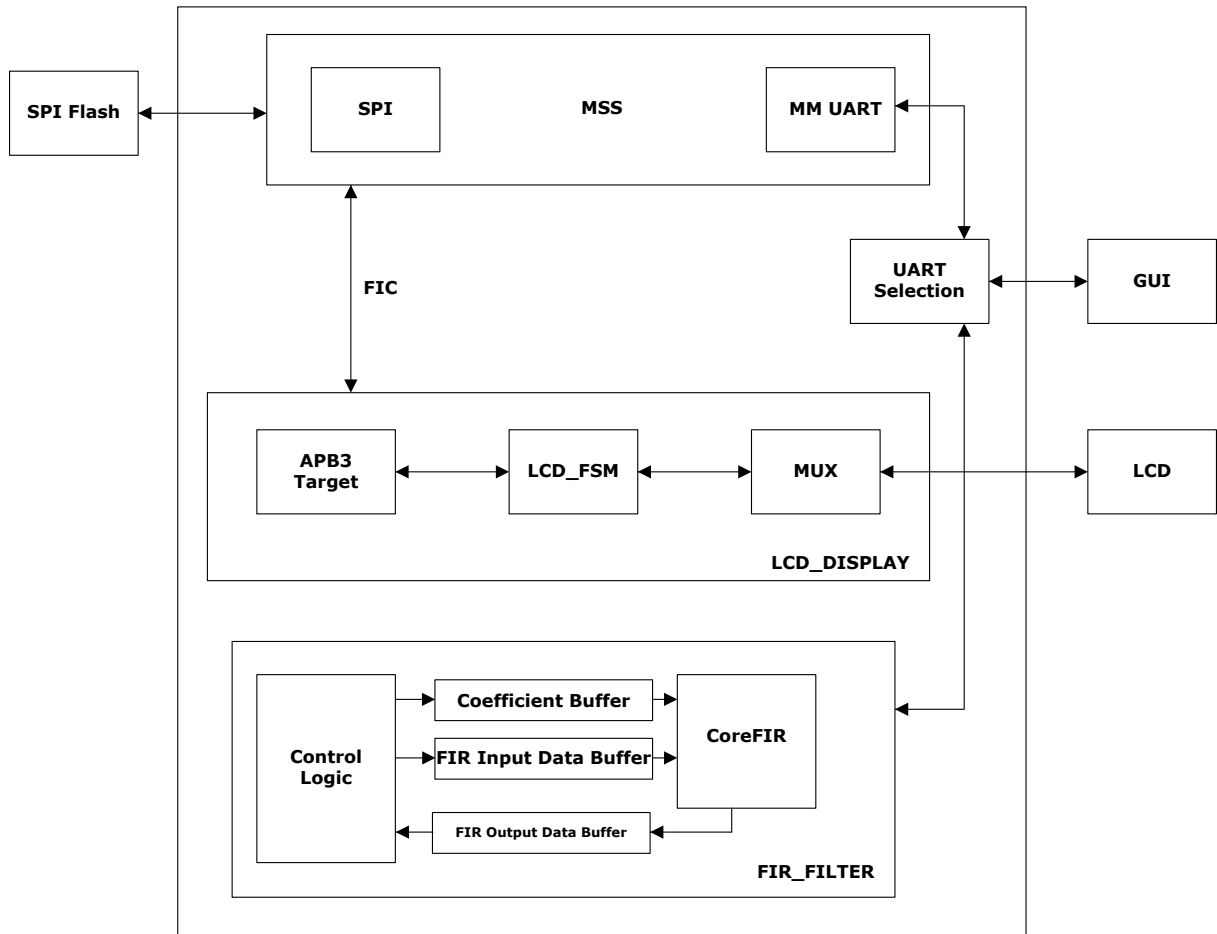 SPI Flash
SPI
MSS
MM UART
UART
Selection
GUI
FIC
APB3
Target
LCD_FSM
MUX
LCD
LCD_DISPLAY
Control
Logic
Coefficient Buffer
FIR Input Data Buffer
FIR Output Data Buffer
CoreFIR
FIR_FILTER